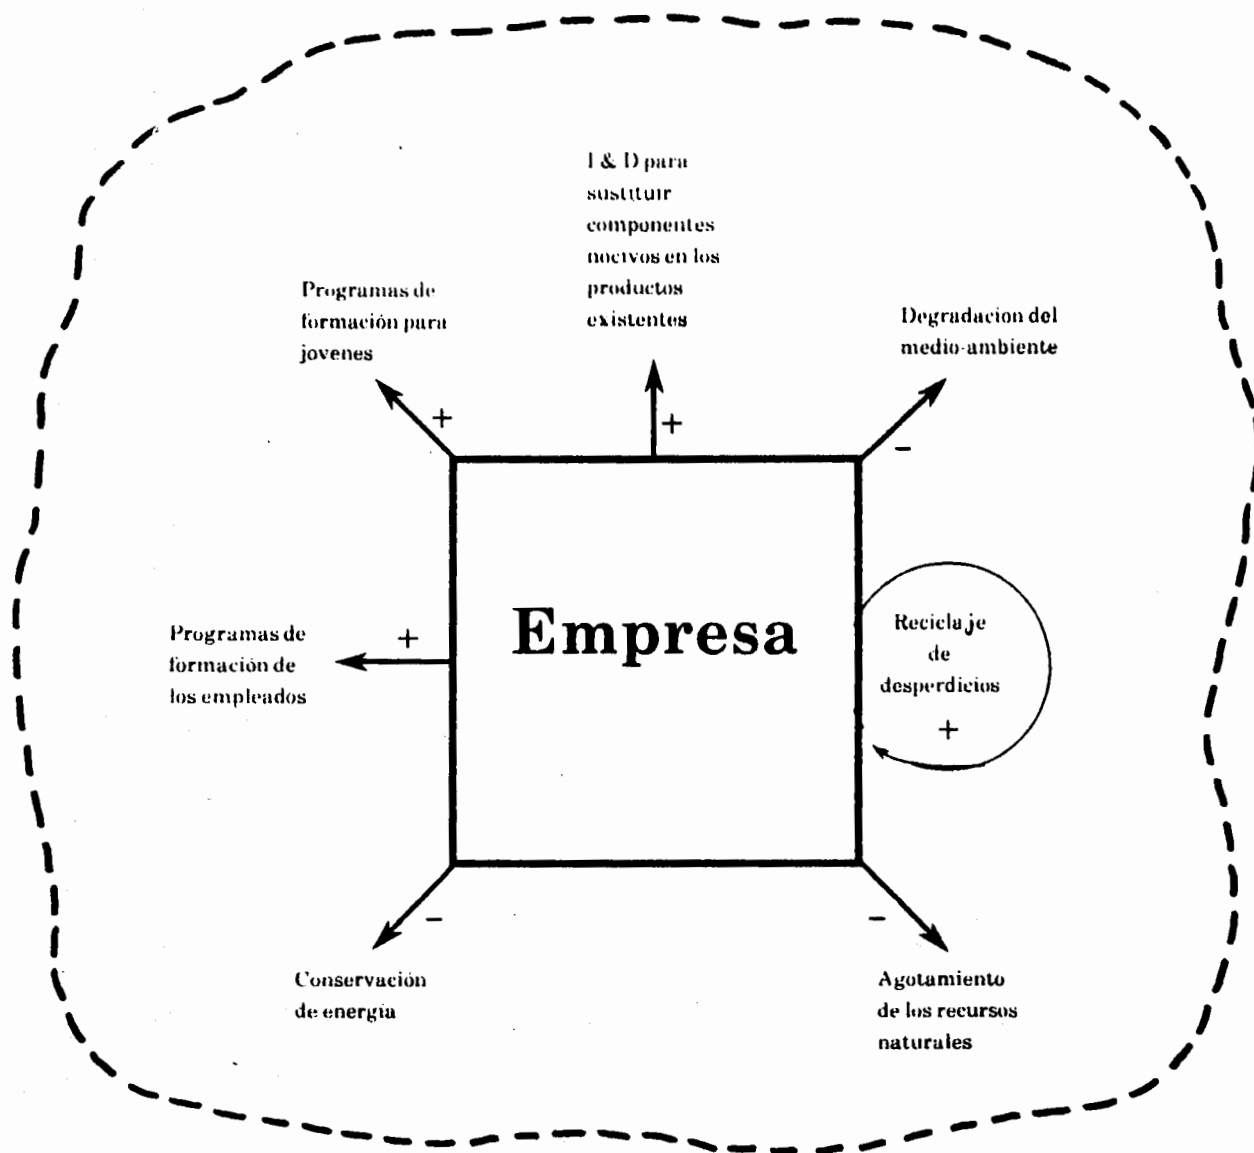 I & D para
sustituir
componentes
nocivos en los
productos
existentes
Programas de
formación para
jovenes
+
+
Degradacion del
medio-ambiente
-
Programas de
formación de
los empleados
+
Empresa
Reciclaje
de
desperdicios
+
-
Conservación
de energía
-
Agotamiento
de los recursos
naturales